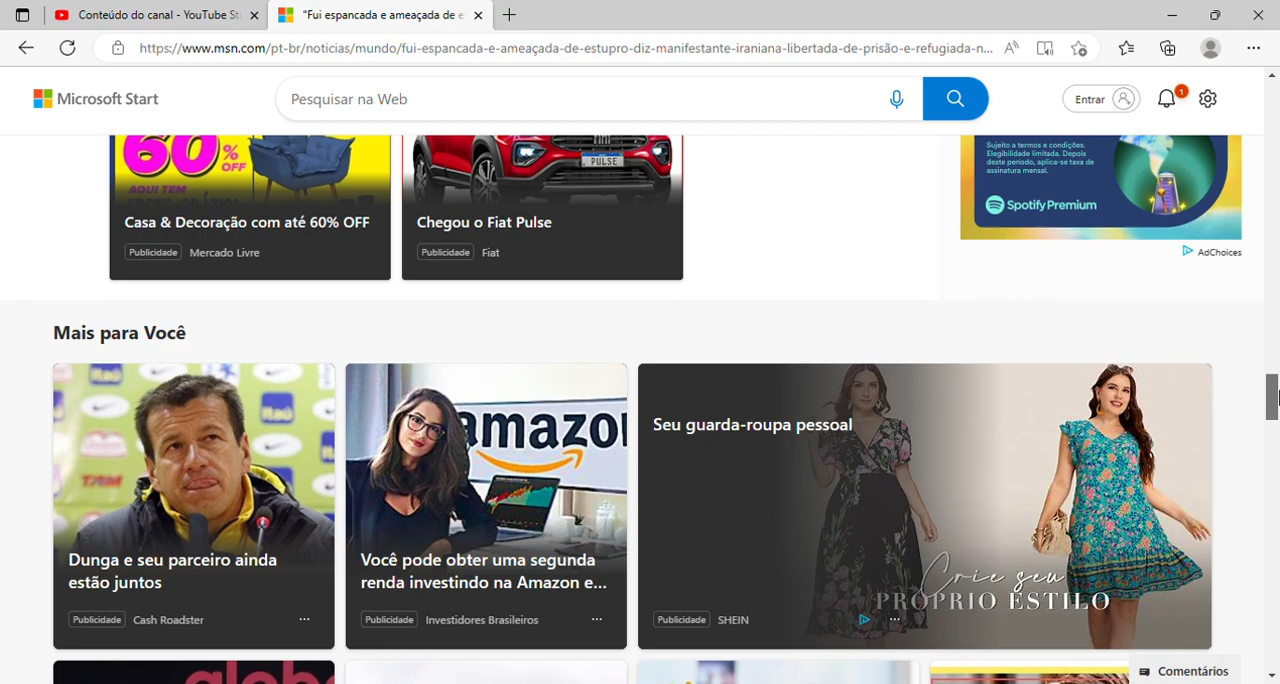 Conteúdo do canal - YouTube St
"Fui espancada e ameaçada de e
https://www.msn.com/pt-br/noticias/mundo/fui-espancada-e-ameaçada-de-estupro-diz-manifestante-iraniana-libertada-de-prisão-e-refugiada-n...
Microsoft Start
Pesquisar na Web
Entrar
1
60% OFF
AQUI TEM
PULSE
Casa & Decoração com até 60% OFF
Publicidade Mercado Livre
Chegou o Fiat Pulse
Publicidade Fiat
Sujeito a termos e condições.
Elegibilidade limitada. Depois
deste período, aplica-se taxa de
assinatura mensal.
Spotify Premium
AdChoices
Mais para Você
Itaú
amazon
Dunga e seu parceiro ainda
estão juntos
Publicidade Cash Roadster
...
Você pode obter uma segunda
renda investindo na Amazon e...
Publicidade Investidores Brasileiros
...
Seu guarda-roupa pessoal
Crie seu
PRÓPRIO ESTILO
Publicidade SHEIN
...
Comentários